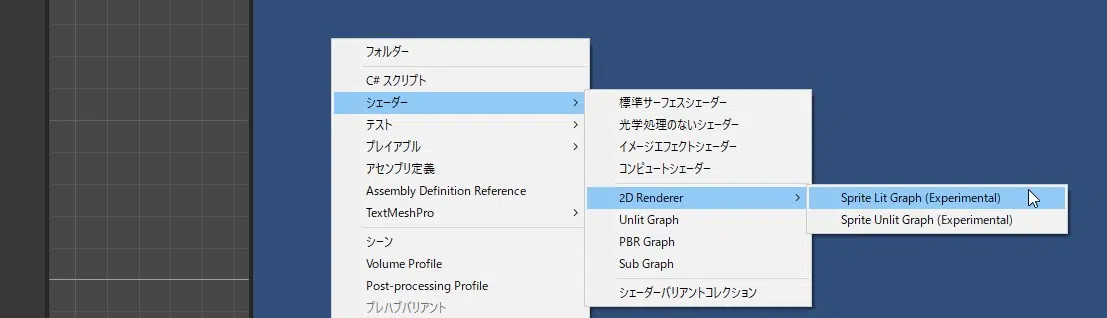 フォルダー
C# スクリプト
シェーダー
テスト
プレイアブル
アセンブリ定義
Assembly Definition Reference
TextMeshPro
シーン
Volume Profile
Post-processing Profile
プレハブバリアント
標準サーフェスシェーダー
光学処理のないシェーダー
イメージエフェクトシェーダー
コンピュートシェーダー
2D Renderer
Unlit Graph
PBR Graph
Sub Graph
シェーダーバリアントコレクション
Sprite Lit Graph (Experimental)
Sprite Unlit Graph (Experimental)